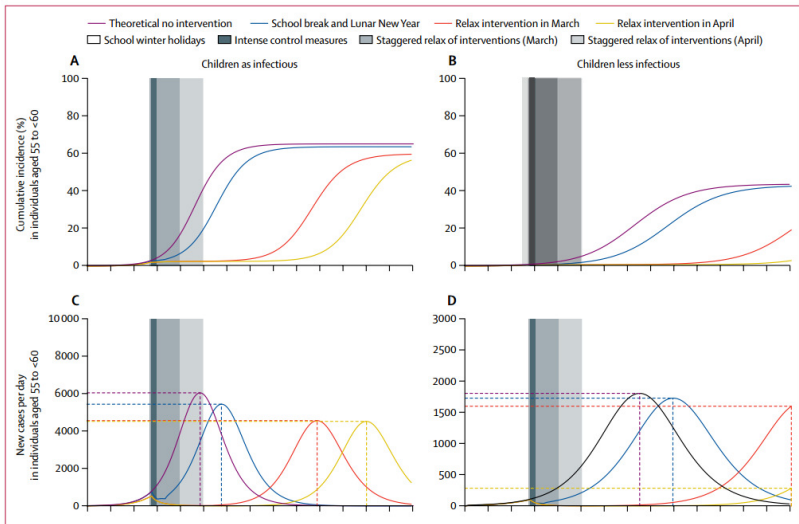 Theoretical no intervention School break and Lunar New Year Relax intervention in March Relax intervention in April
School winter holidays Intense control measures Staggered relax of interventions (March) Staggered relax of interventions (April)
A Children as infectious
B Children less infectious
Cumulative incidence (%)
in individuals aged 55 to <60
100
80
60
40
20
0
100
80
60
40
20
0
C
D
New cases per day
in individuals aged 55 to <60
10 000
8000
6000
4000
2000
0
3000
2500
2000
1500
1000
500
0